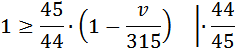 1 ≥ 45/44 · (1 − v/315) | · 44/45